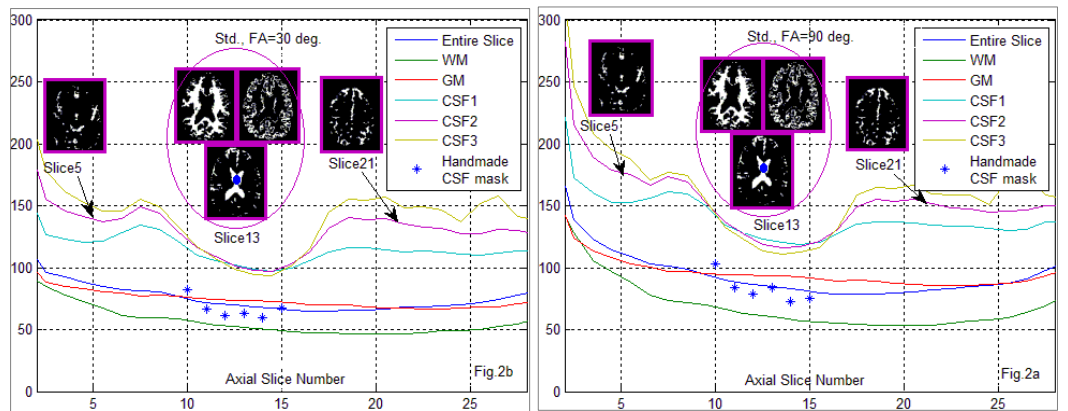 300
250
200
150
100
50
0
5
10
15
20
25
Std., FA=30 deg.
Slice5
Slice13
Slice21
Entire Slice
WM
GM
CSF1
CSF2
CSF3
Handmade
CSF mask
Axial Slice Number
Fig.2b
300
250
200
150
100
50
0
5
10
15
20
25
Std., FA=90 deg.
Slice5
Slice13
Slice21
Entire Slice
WM
GM
CSF1
CSF2
CSF3
Handmade
CSF mask
Axial Slice Number
Fig.2a